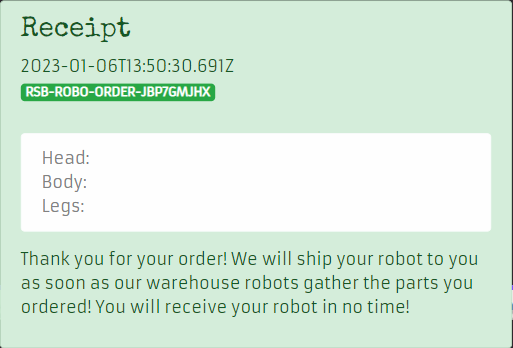 Receipt
2023-01-06T13:50:30.691Z
RSB-ROBO-ORDER-JBP7GMJHX
Head:
Body:
Legs:
Thank you for your order! We will ship your robot to you
as soon as our warehouse robots gather the parts you
ordered! You will receive your robot in no time!